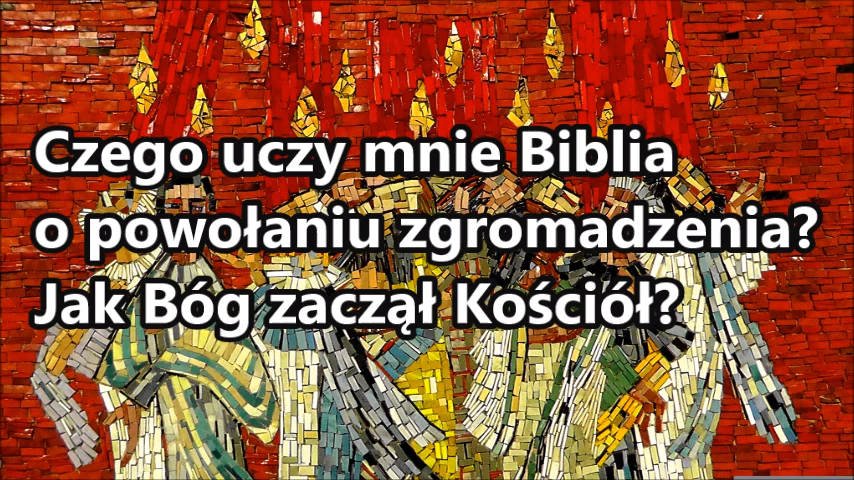 Czego uczy mnie Biblia
o powołaniu zgromadzenia?
Jak Bóg zaczął Kościół?